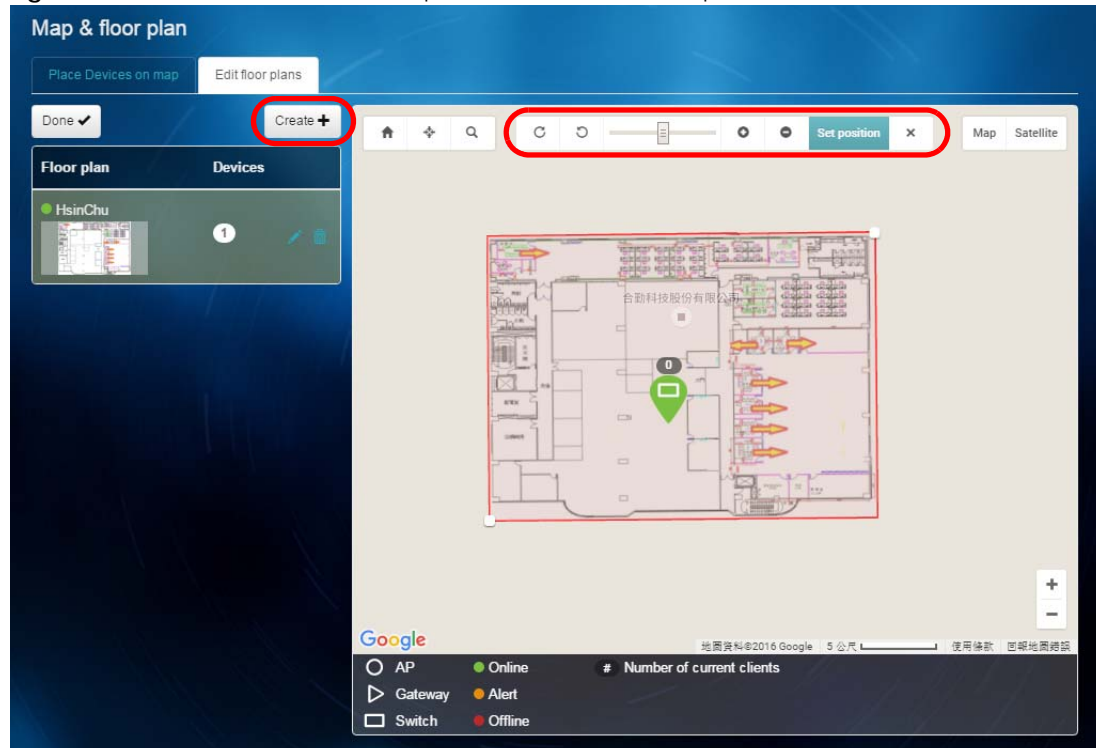 Map & floor plan
Place Devices on map
Edit floor plans
Done
Create
Set position
Map
Satellite
Floor plan
Devices
HsinChu
1
合勤科技股份有限公司
0
Google
地圖資料©2016 Google
5 公尺
使用條款
回報地圖錯誤
AP
Online
# Number of current clients
Gateway
Alert
Switch
Offline